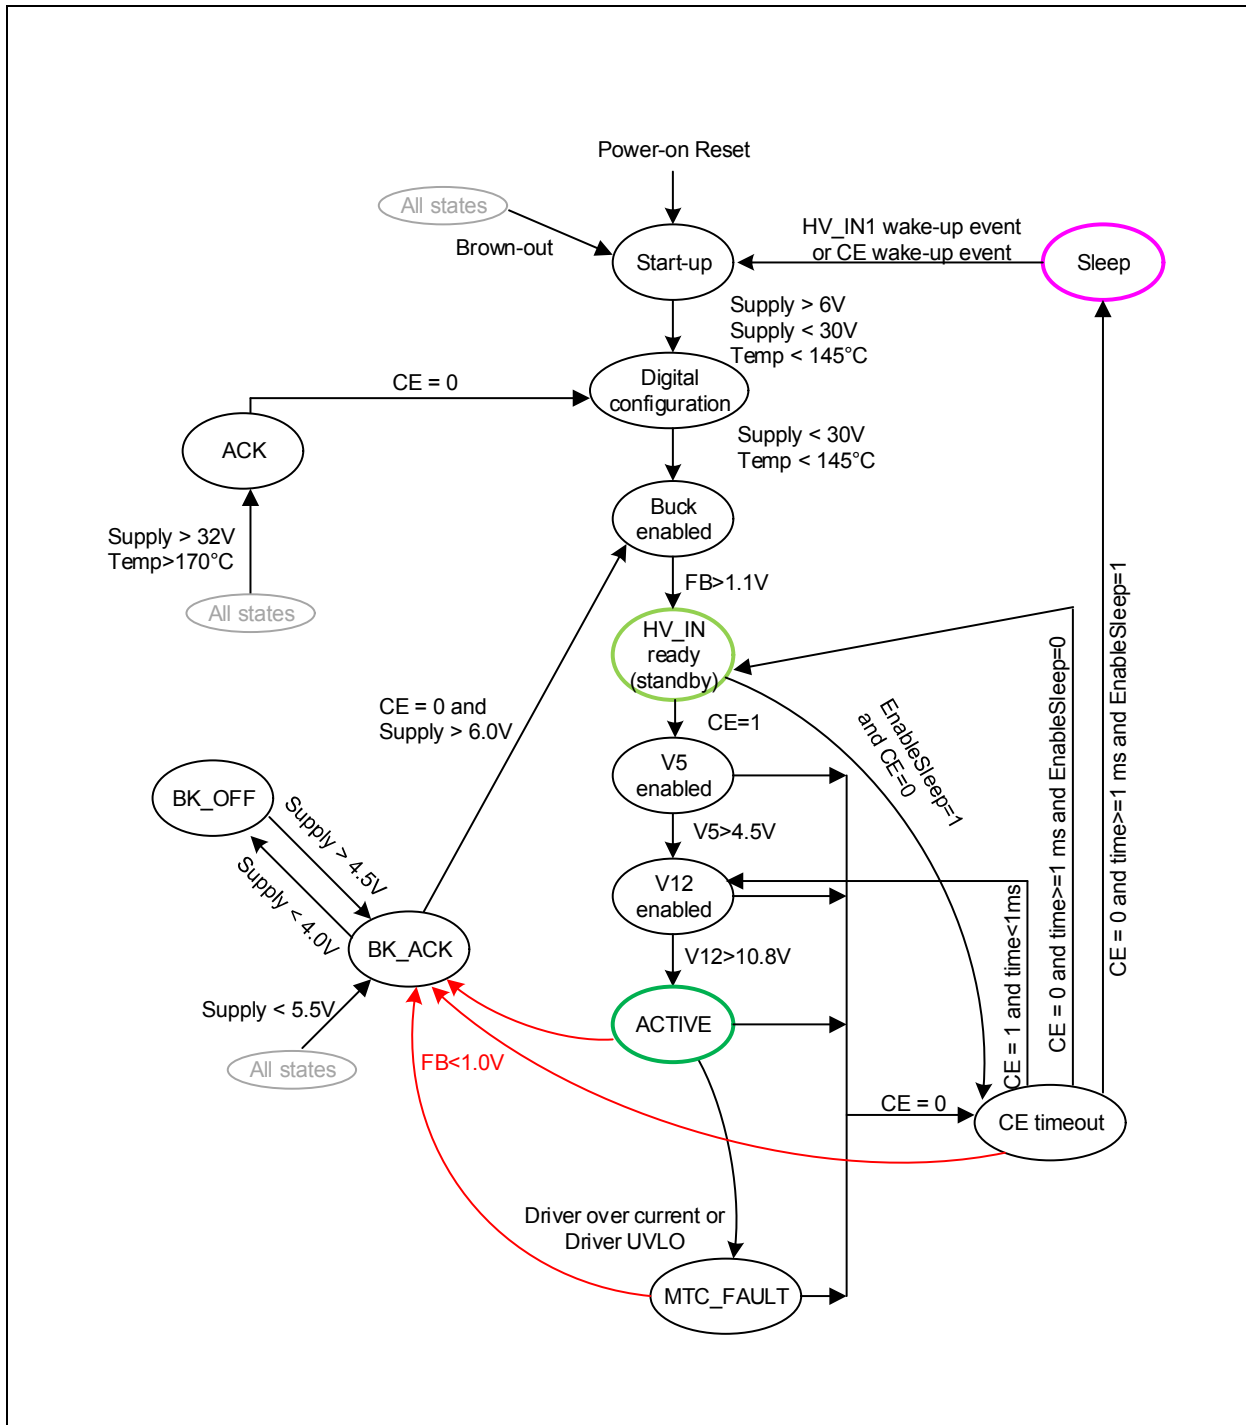 Power-on Reset
All states
Brown-out
Start-up
HV_IN1 wake-up event
or CE wake-up event
Sleep
Supply > 6V
Supply < 30V
Temp < 145°C
CE = 0
Digital
configuration
ACK
Supply < 30V
Temp < 145°C
Buck
enabled
Supply > 32V
Temp>170°C
All states
FB>1.1V
HV_IN
ready
(standby)
CE = 0 and
Supply > 6.0V
CE=1
EnableSleep=1
and CE=0
V5
enabled
BK_OFF
Supply > 4.5V
Supply < 4.0V
V5>4.5V
V12
enabled
CE = 1 and time<1ms
CE = 0 and time>=1 ms and EnableSleep=0
CE = 0 and time>=1 ms and EnableSleep=1
BK_ACK
V12>10.8V
Supply < 5.5V
ACTIVE
All states
FB<1.0V
CE = 0
CE timeout
Driver over current or
Driver UVLO
MTC_FAULT